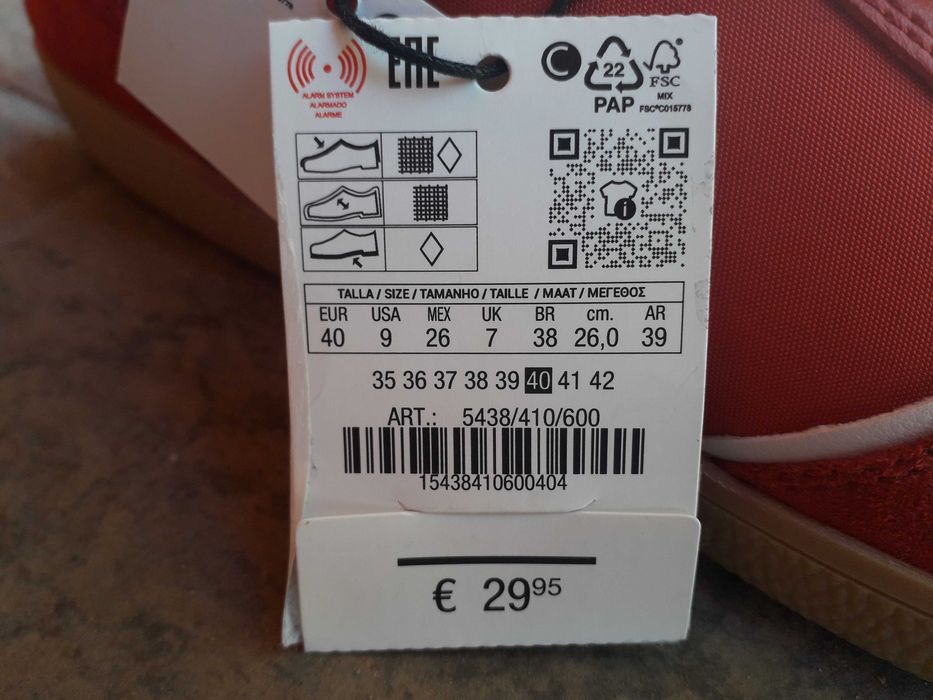 ALARM SYSTEM
ALARMADO
ALARME
EAC
C
22
PAP
FSC
MIX
FSC®C015778
i
TALLA / SIZE / TAMANHO / TAILLE / MAAT / ΜΕΓΕΘΟΣ
EUR USA MEX UK BR cm. AR
40 9 26 7 38 26,0 39
35 36 37 38 39 40 41 42
ART.: 5438/410/600
15438410600404
€ 29⁹⁵